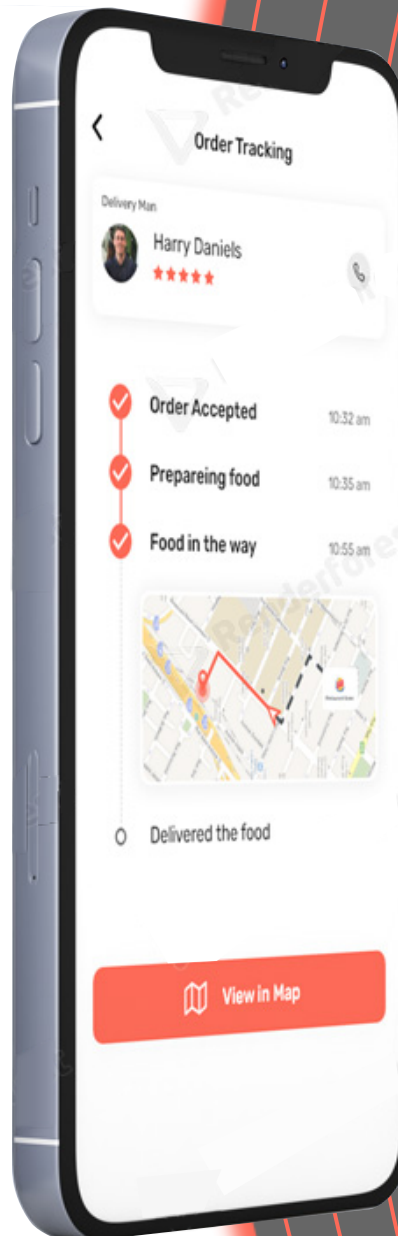 Order Tracking
Delivery Man
Harry Daniels
Order Accepted 10:32 am
Prepareing food 10:35 am
Food in the way 10:55 am
Delivered the food
View in Map
Renderforest